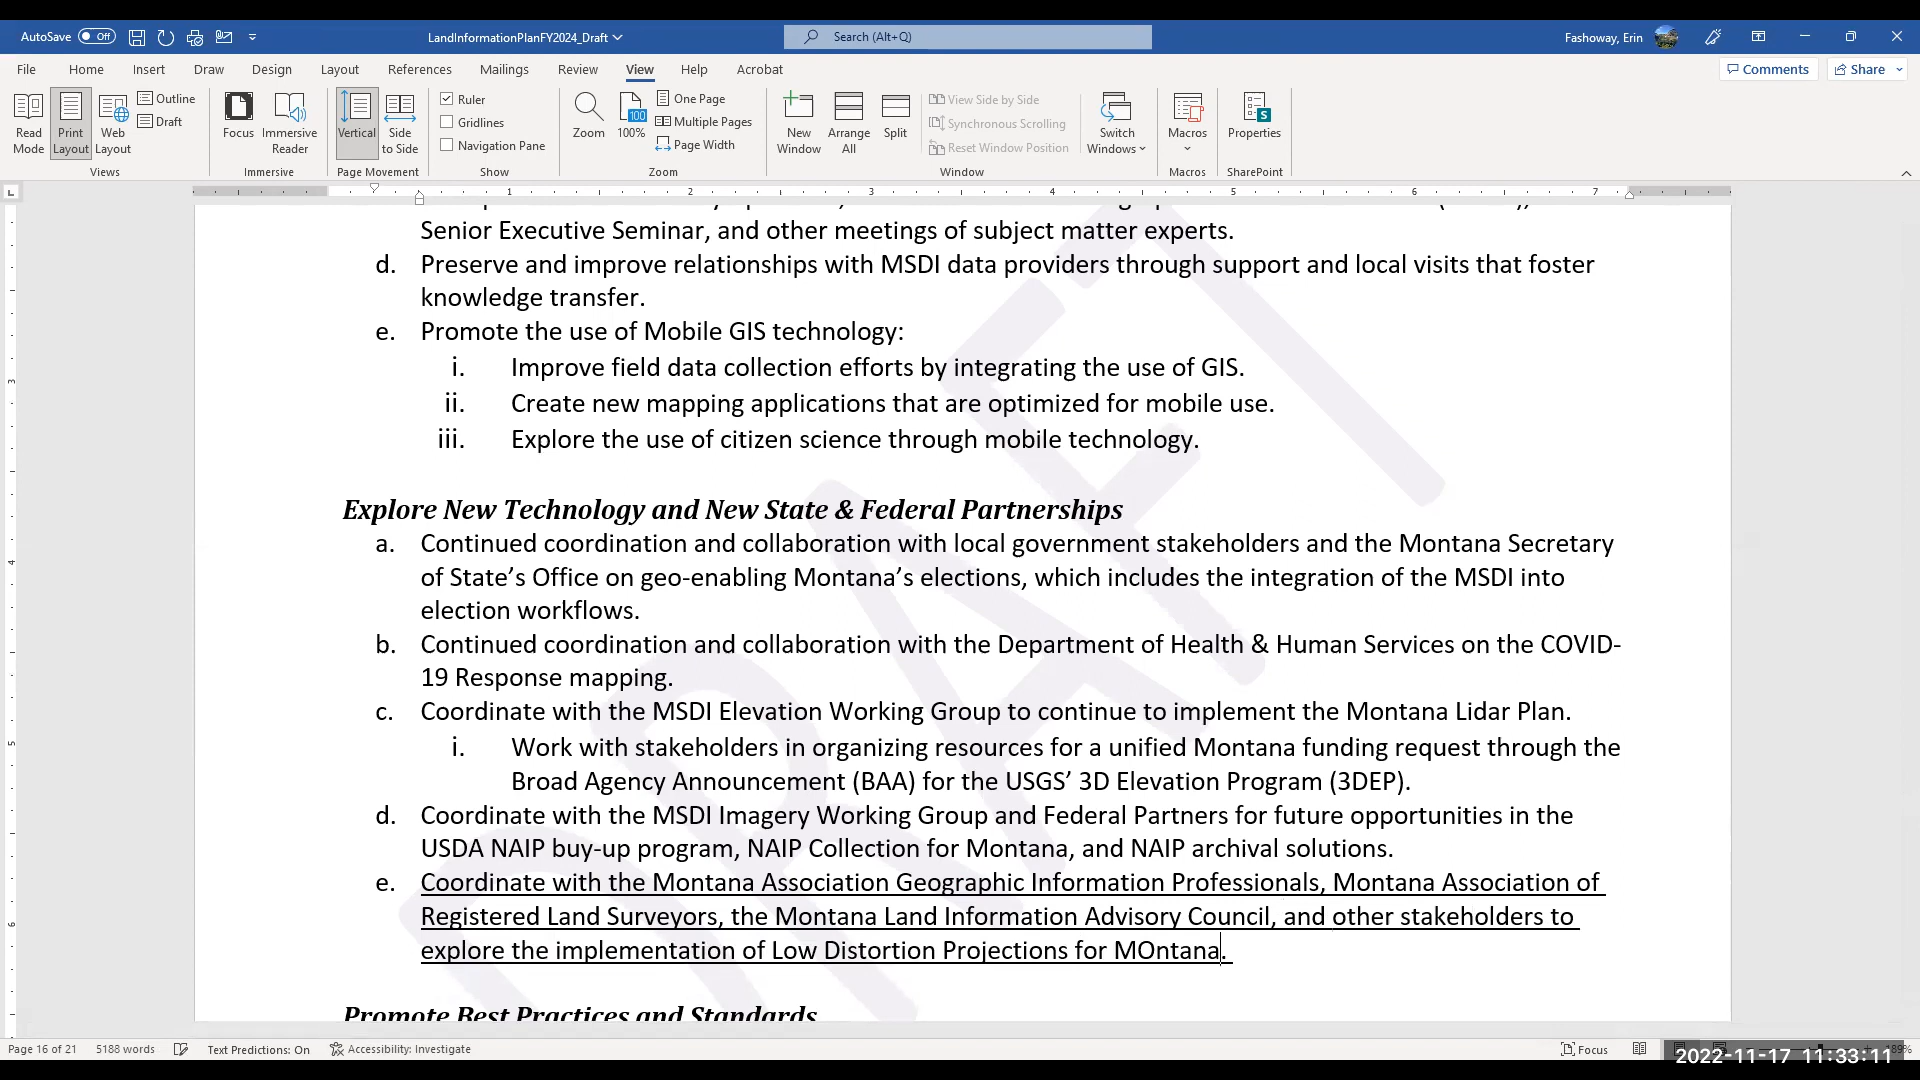 AutoSave Off LandInformationPlanFY2024_Draft Search (Alt+Q) Fashoway, Erin
File Home Insert Draw Design Layout References Mailings Review View Help Acrobat Comments Share
Read Mode Print Layout Web Layout Outline Draft Focus Immersive Reader Vertical Side to Side Ruler Gridlines Navigation Pane Zoom 100 100% One Page Multiple Pages Page Width New Window Arrange All Split View Side by Side Synchronous Scrolling Reset Window Position Switch Windows Macros Properties
Views Immersive Page Movement Show Zoom Window Macros SharePoint
1 2 3 4 5 6 7
Senior Executive Seminar, and other meetings of subject matter experts.
d. Preserve and improve relationships with MSDI data providers through support and local visits that foster
knowledge transfer.
e. Promote the use of Mobile GIS technology:
i. Improve field data collection efforts by integrating the use of GIS.
ii. Create new mapping applications that are optimized for mobile use.
iii. Explore the use of citizen science through mobile technology.
Explore New Technology and New State & Federal Partnerships
a. Continued coordination and collaboration with local government stakeholders and the Montana Secretary
of State’s Office on geo-enabling Montana’s elections, which includes the integration of the MSDI into
election workflows.
b. Continued coordination and collaboration with the Department of Health & Human Services on the COVID-
19 Response mapping.
c. Coordinate with the MSDI Elevation Working Group to continue to implement the Montana Lidar Plan.
i. Work with stakeholders in organizing resources for a unified Montana funding request through the
Broad Agency Announcement (BAA) for the USGS’ 3D Elevation Program (3DEP).
d. Coordinate with the MSDI Imagery Working Group and Federal Partners for future opportunities in the
USDA NAIP buy-up program, NAIP Collection for Montana, and NAIP archival solutions.
e. Coordinate with the Montana Association Geographic Information Professionals, Montana Association of
Registered Land Surveyors, the Montana Land Information Advisory Council, and other stakeholders to
explore the implementation of Low Distortion Projections for MOntana.
Promote Best Practices and Standards
DRAFT
3
4
5
6
Page 16 of 21 5188 words Text Predictions: On Accessibility: Investigate Focus 189%
2022-11-17 11:33:11